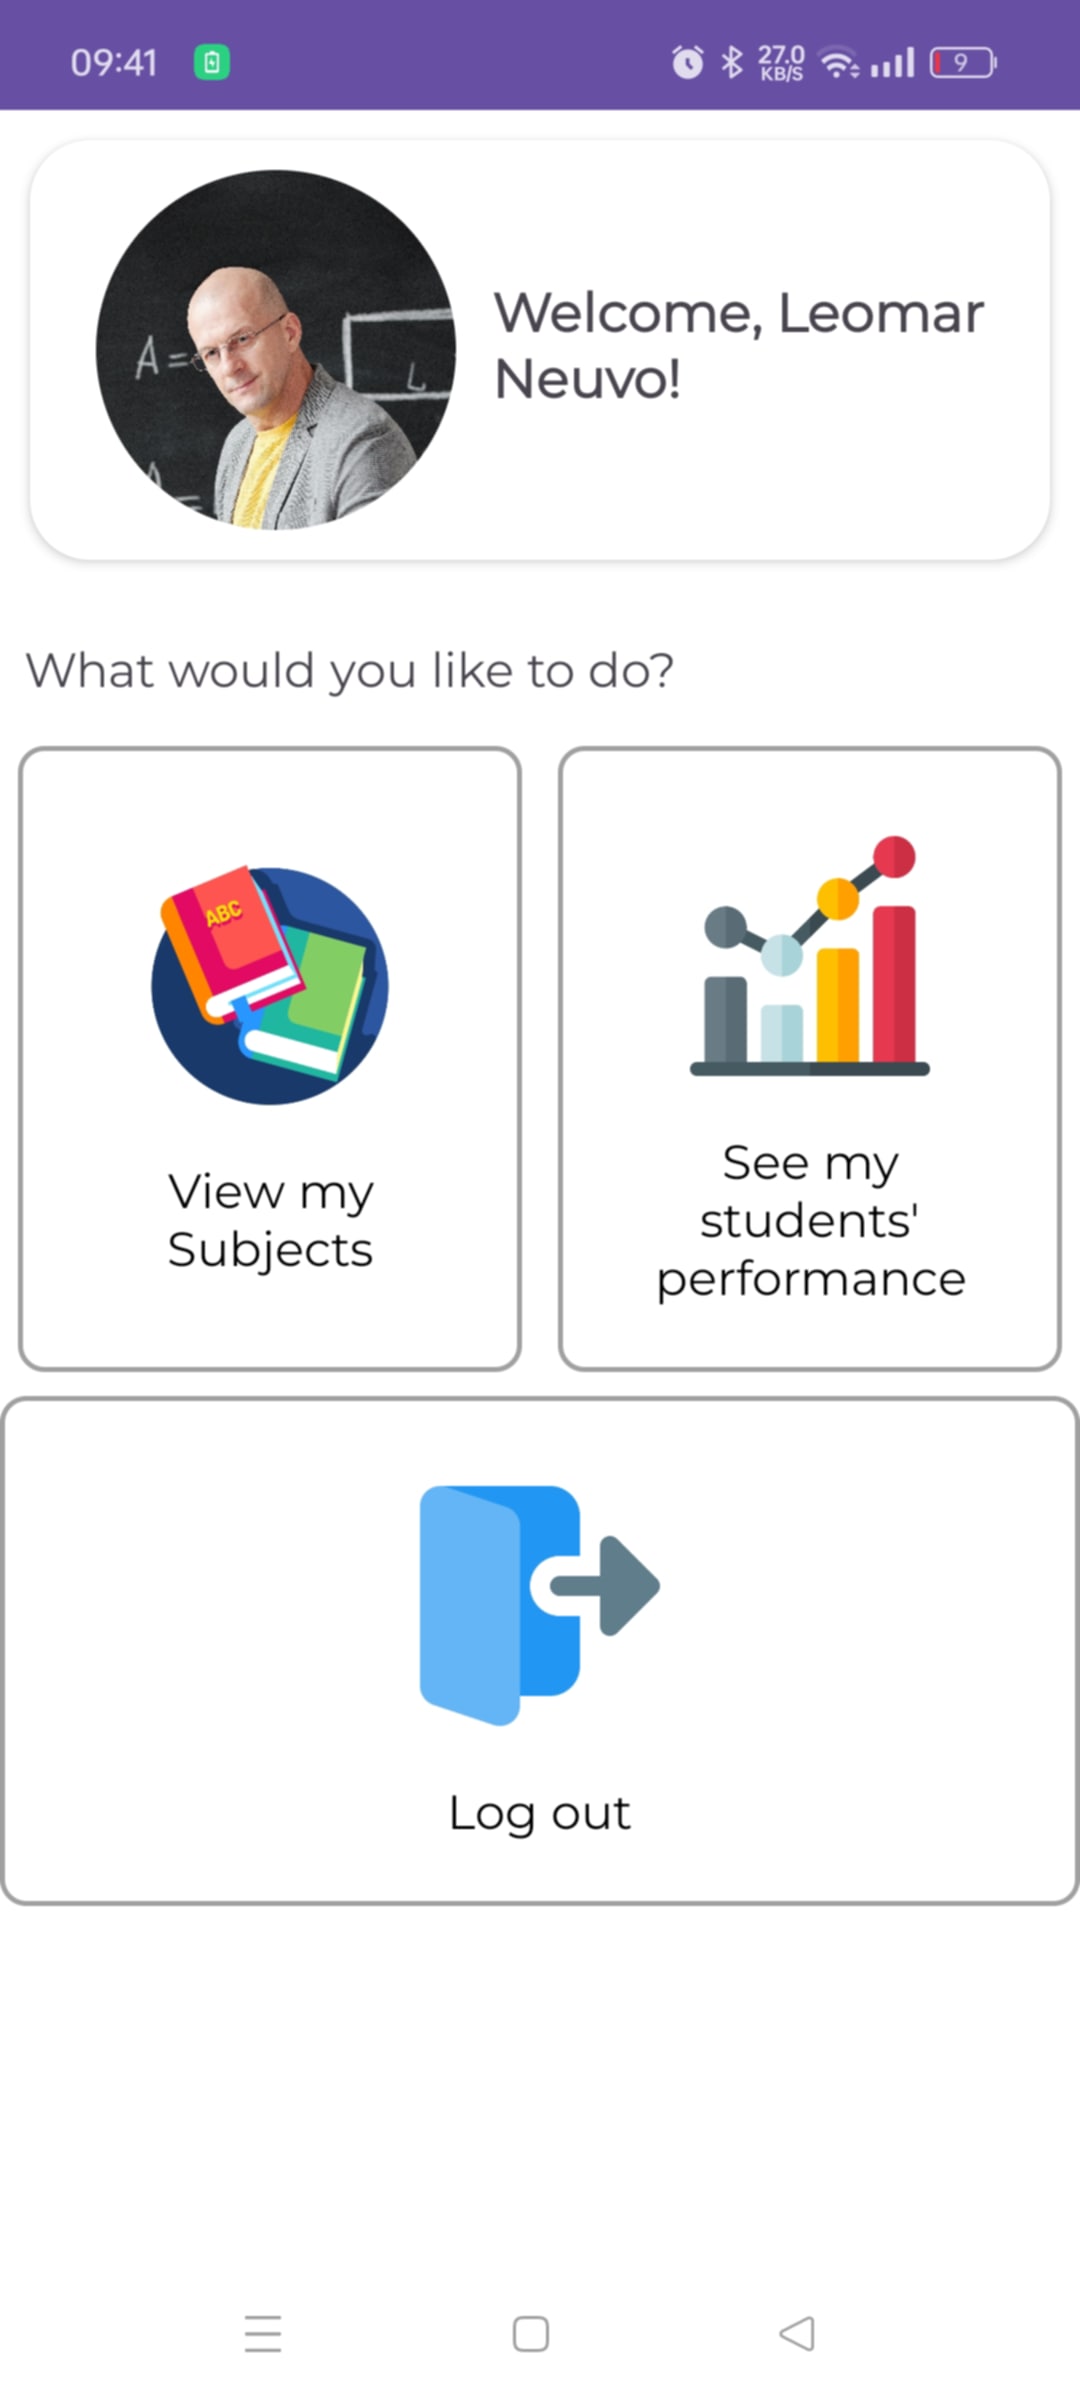 09:41
27.0
KB/S
9
A =
L
Welcome, Leomar
Neuvo!
What would you like to do?
ABC
View my
Subjects
See my
students'
performance
Log out